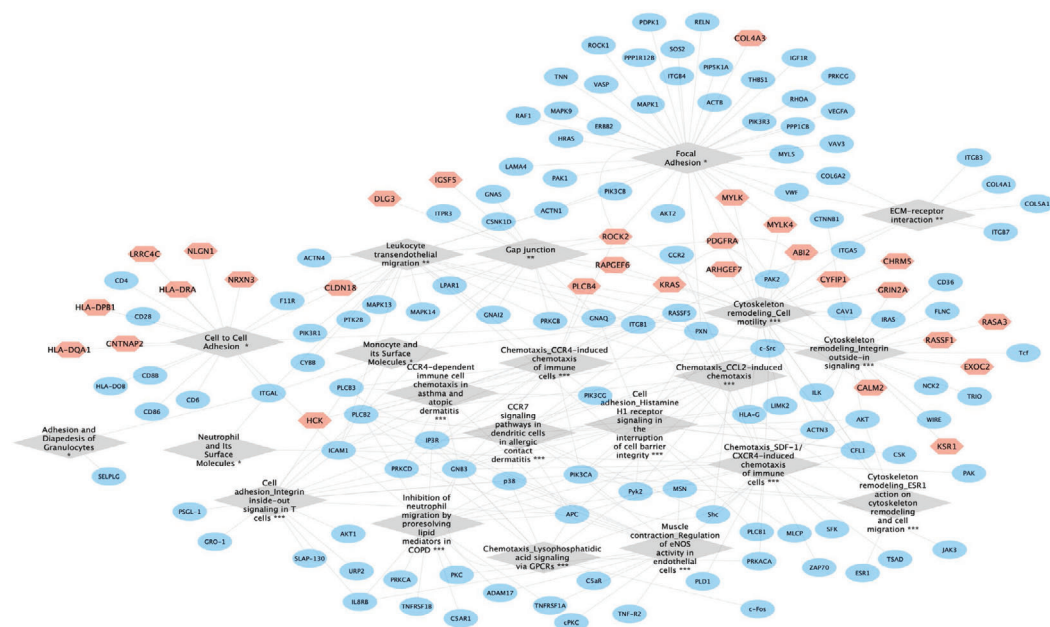 PDPK1
RELN
COL4A3
ROCK1
SOS2
PPP1R12B
IGF1R
PIP5K1A
TNN
VASP
ITGB4
THBS1
PRKCG
MAPK9
MAPK1
ACTB
RHOA
RAF1
ERBB2
PIK3R3
PPP1CB
VEGFA
HRAS
VAV3
Focal
Adhesion *
MYL5
ITGB3
LAMA4
PAK1
COL6A2
COL4A1
IGSF5
GNAS
PIK3CB
VWF
COL5A1
DLG3
MYLK
ITPR3
ACTN1
AKT2
CTNNB1
ECM-receptor
interaction **
CSNK1D
MYLK4
ITGB7
ROCK2
PDGFRA
ITGA5
NLGN1
LRRC4C
ACTN4
Leukocyte
transendothelial
migration **
Gap junction
**
CCR2
ABI2
CHRM5
RAPGEF6
ARHGEF7
PAK2
CYFIP1
CD4
HLA-DRA
NRXN3
CLDN18
LPAR1
PLCB4
KRAS
GRIN2A
CD36
HLA-DPB1
F11R
MAPK13
Cytoskeleton
remodeling_Cell
motility ***
CAV1
FLNC
CD28
PTK2B
MAPK14
GNAI2
PRKCB
GNAQ
ITGB1
RASSF5
IRAS
RASA3
HLA-DQA1
CNTNAP2
Cell to Cell
Adhesion *
PIK3R1
PXN
RASSF1
CYBB
Monocyte and
its Surface
Molecules *
Chemotaxis_CCR4-induced
chemotaxis
of immune
cells ***
c-Src
Cytoskeleton
remodeling_Integrin
outside-in
signaling ***
Tcf
EXOC2
HLA-DOB
CD8B
CD6
ITGAL
PLCB3
CCR4-dependent
immune cell
chemotaxis in
asthma and
atopic
dermatitis
***
Chemotaxis_CCL2-induced
chemotaxis
***
CALM2
NCK2
TRIO
CD86
PIK3CG
LIMK2
ILK
HCK
PLCB2
CCR7
signaling
pathways in
dendritic cells
in allergic
contact
dermatitis ***
Cell
adhesion_Histamine
H1 receptor
signaling in
the
interruption
of cell barrier
integrity ***
HLA-G
AKT
WIRE
Adhesion and
Diapedesis of
Granulocytes
*
Neutrophil
and Its
Surface
Molecules *
ICAM1
IP3R
ACTN3
CFL1
CSK
KSR1
SELPLG
PRKCD
GNB3
PIK3CA
Chemotaxis_SDF-1/
CXCR4-induced
chemotaxis
of immune
cells ***
PAK
Cell
adhesion_Integrin
inside-out
signaling in T
cells ***
p38
Pyk2
MSN
Cytoskeleton
remodeling_ESR1
action on
cytoskeleton
remodeling
and cell
migration ***
PSGL-1
Inhibition of
neutrophil
migration by
proresolving
lipid
mediators in
COPD ***
APC
Shc
GRO-1
AKT1
Muscle
contraction_Regulation
of eNOS
activity in
endothelial
cells ***
PLCB1
MLCP
SFK
JAK3
SLAP-130
URP2
Chemotaxis_Lysophosphatidic
acid signaling
via GPCRs ***
PRKACA
ZAP70
TSAD
ESR1
PRKCA
PKC
C5aR
PLD1
IL8RB
TNFRSF1B
ADAM17
TNFRSF1A
TNF-R2
c-Fos
C5AR1
cPKC